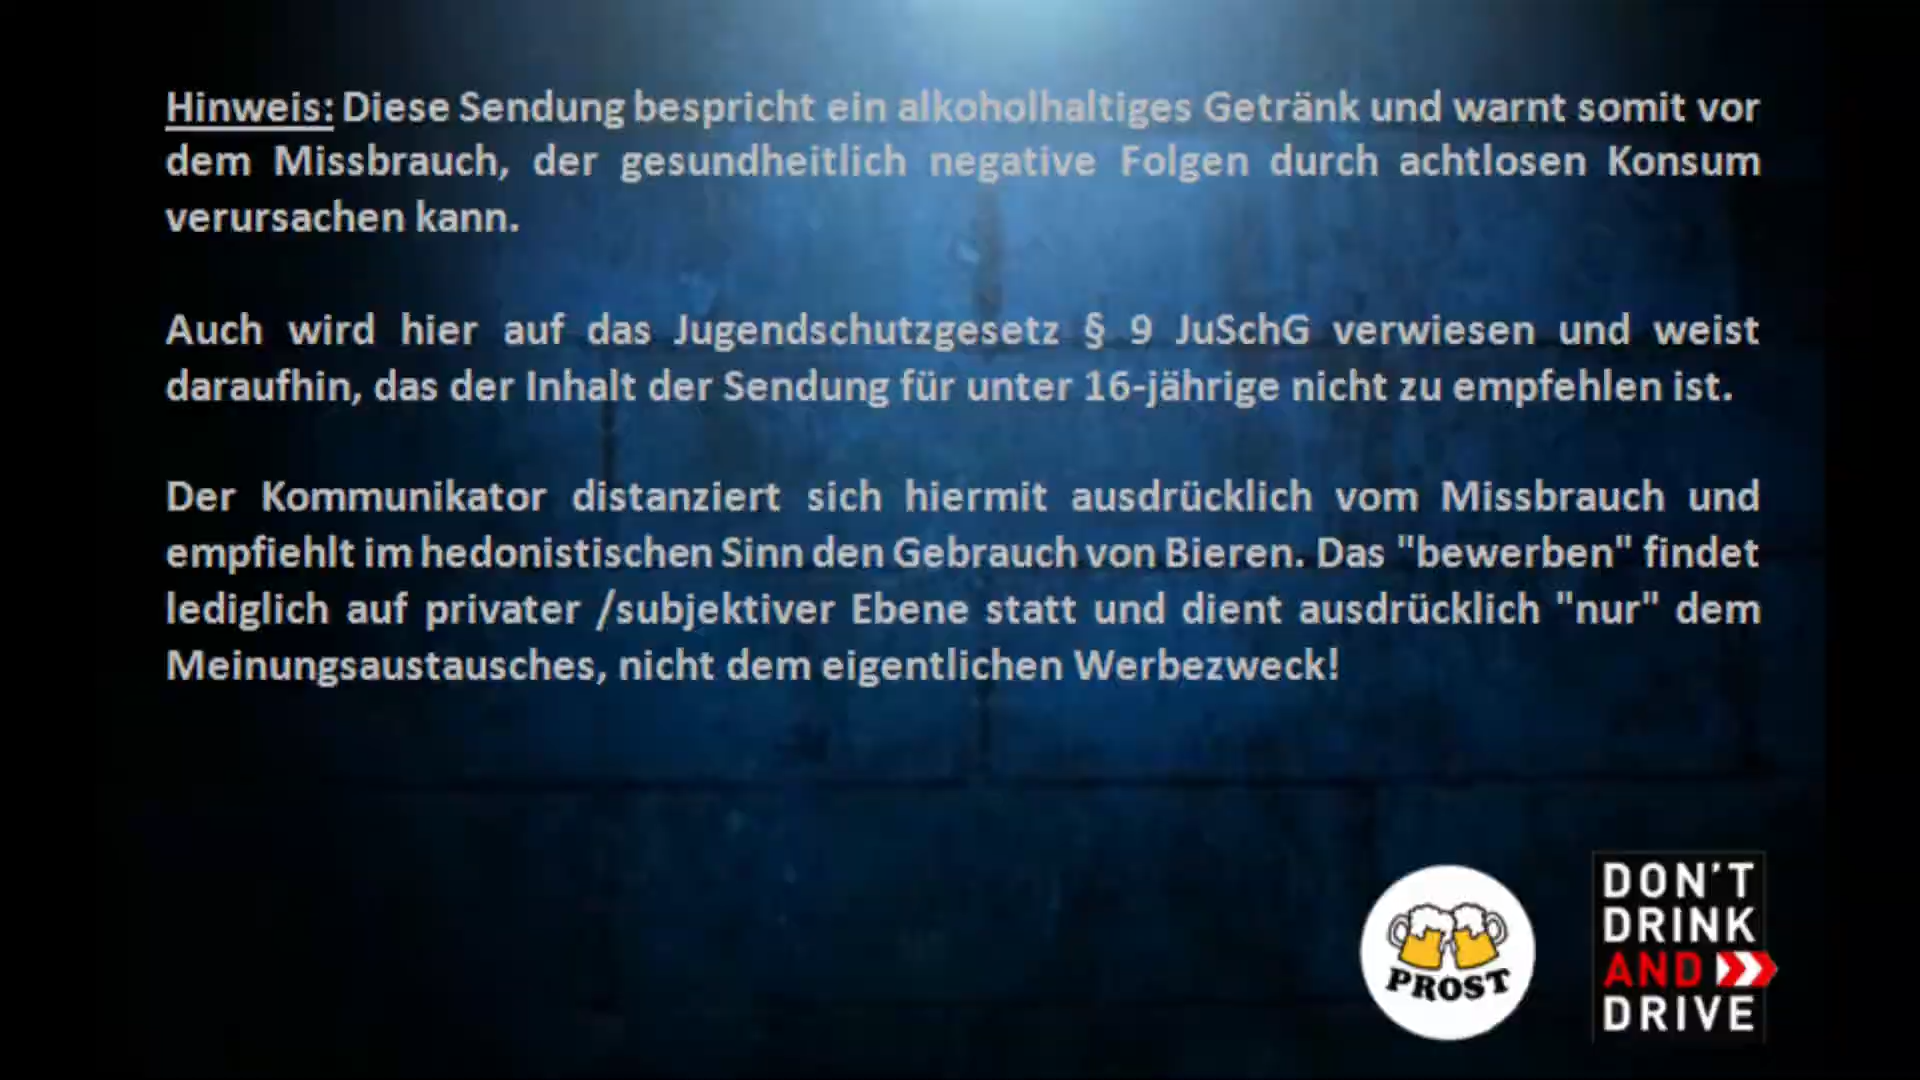 Hinweis: Diese Sendung bespricht ein alkoholhaltiges Getränk und warnt somit vor
dem Missbrauch, der gesundheitlich negative Folgen durch achtlosen Konsum
verursachen kann.
Auch wird hier auf das Jugendschutzgesetz § 9 JuSchG verwiesen und weist
daraufhin, das der Inhalt der Sendung für unter 16-jährige nicht zu empfehlen ist.
Der Kommunikator distanziert sich hiermit ausdrücklich vom Missbrauch und
empfiehlt im hedonistischen Sinn den Gebrauch von Bieren. Das "bewerben" findet
lediglich auf privater /subjektiver Ebene statt und dient ausdrücklich "nur" dem
Meinungsaustausches, nicht dem eigentlichen Werbezweck!
PROST
DON'T
DRINK
AND
DRIVE